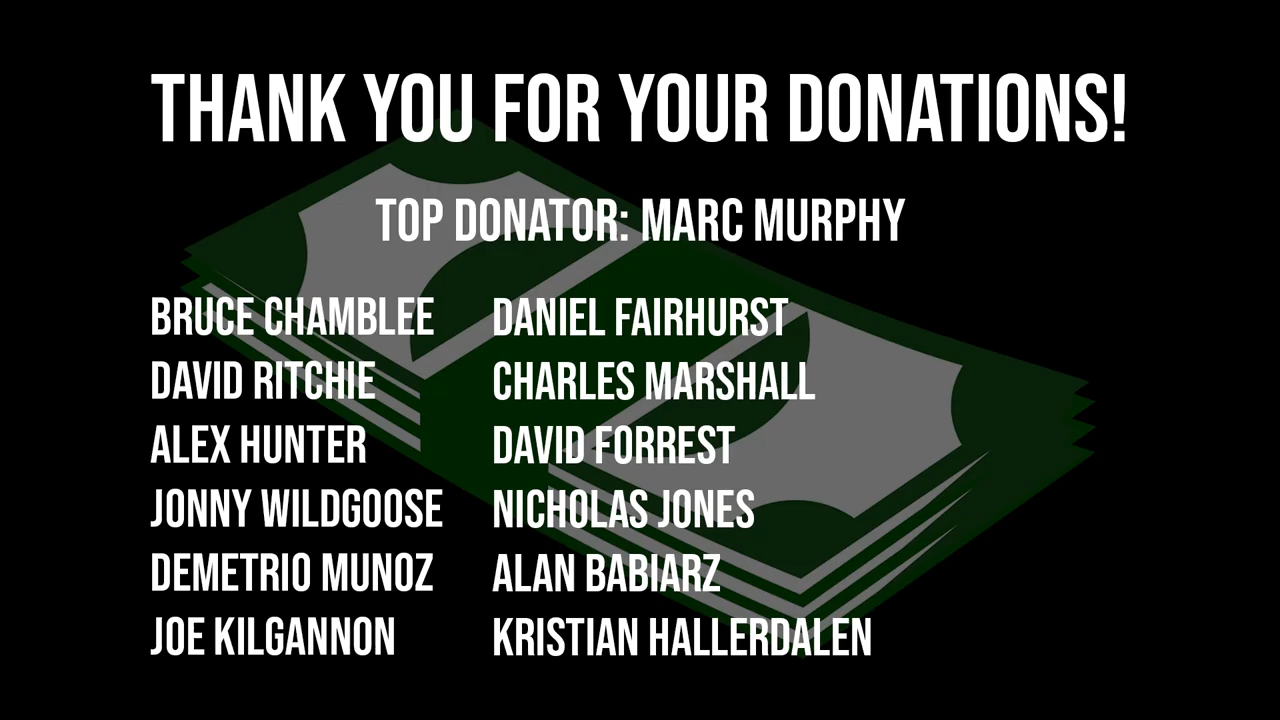 THANK YOU FOR YOUR DONATIONS!
TOP DONATOR: MARC MURPHY
BRUCE CHAMBLEE
DAVID RITCHIE
ALEX HUNTER
JONNY WILDGOOSE
DEMETRIO MUNOZ
JOE KILGANNON
DANIEL FAIRHURST
CHARLES MARSHALL
DAVID FORREST
NICHOLAS JONES
ALAN BABIARZ
KRISTIAN HALLERDALEN